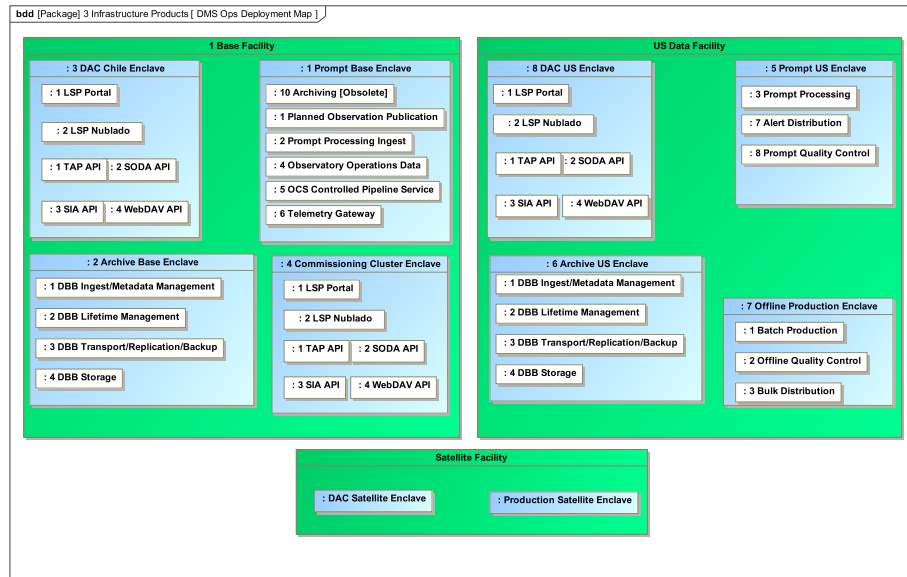 bdd [Package] 3 Infrastructure Products [ DMS Ops Deployment Map ]
1 Base Facility
: 3 DAC Chile Enclave
: 1 LSP Portal
: 2 LSP Nublado
: 1 TAP API
: 2 SODA API
: 3 SIA API
: 4 WebDAV API
: 1 Prompt Base Enclave
: 10 Archiving [Obsolete]
: 1 Planned Observation Publication
: 2 Prompt Processing Ingest
: 4 Observatory Operations Data
: 5 OCS Controlled Pipeline Service
: 6 Telemetry Gateway
: 2 Archive Base Enclave
: 1 DBB Ingest/Metadata Management
: 2 DBB Lifetime Management
: 3 DBB Transport/Replication/Backup
: 4 DBB Storage
: 4 Commissioning Cluster Enclave
: 1 LSP Portal
: 2 LSP Nublado
: 1 TAP API
: 2 SODA API
: 3 SIA API
: 4 WebDAV API
US Data Facility
: 8 DAC US Enclave
: 1 LSP Portal
: 2 LSP Nublado
: 1 TAP API
: 2 SODA API
: 3 SIA API
: 4 WebDAV API
: 5 Prompt US Enclave
: 3 Prompt Processing
: 7 Alert Distribution
: 8 Prompt Quality Control
: 6 Archive US Enclave
: 1 DBB Ingest/Metadata Management
: 2 DBB Lifetime Management
: 3 DBB Transport/Replication/Backup
: 4 DBB Storage
: 7 Offline Production Enclave
: 1 Batch Production
: 2 Offline Quality Control
: 3 Bulk Distribution
Satellite Facility
: DAC Satellite Enclave
: Production Satellite Enclave